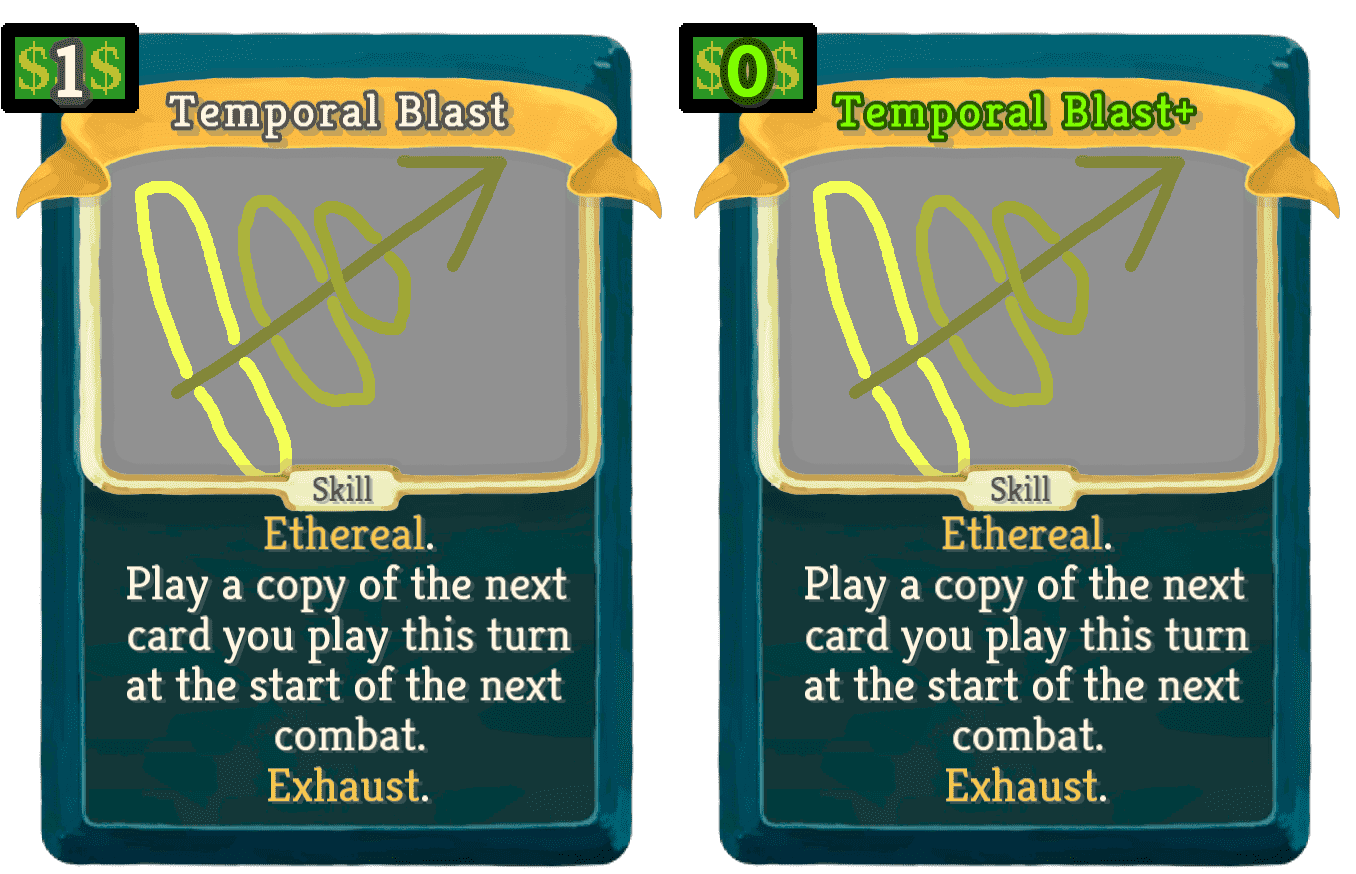 $1$
Temporal Blast
Skill
Ethereal.
Play a copy of the next
card you play this turn
at the start of the next
combat.
Exhaust.
$0$
Temporal Blast+
Skill
Ethereal.
Play a copy of the next
card you play this turn
at the start of the next
combat.
Exhaust.